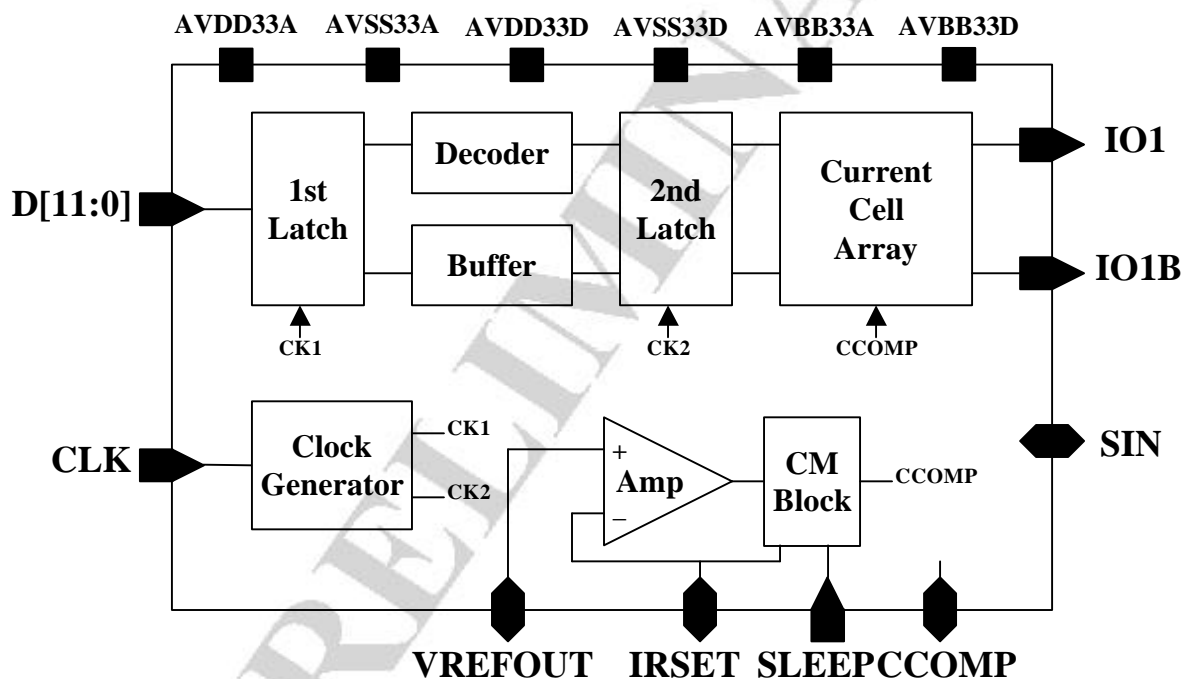 AVDD33A AVSS33A AVDD33D AVSS33D AVBB33A AVBB33D
D[11:0]
1st
Latch
Decoder
Buffer
2nd
Latch
Current
Cell
Array
IO1
IO1B
CK1
CK2
CCOMP
CLK
Clock
Generator
CK1
CK2
+
Amp
−
CM
Block
CCOMP
SIN
VREFOUT IRSET SLEEP CCOMP